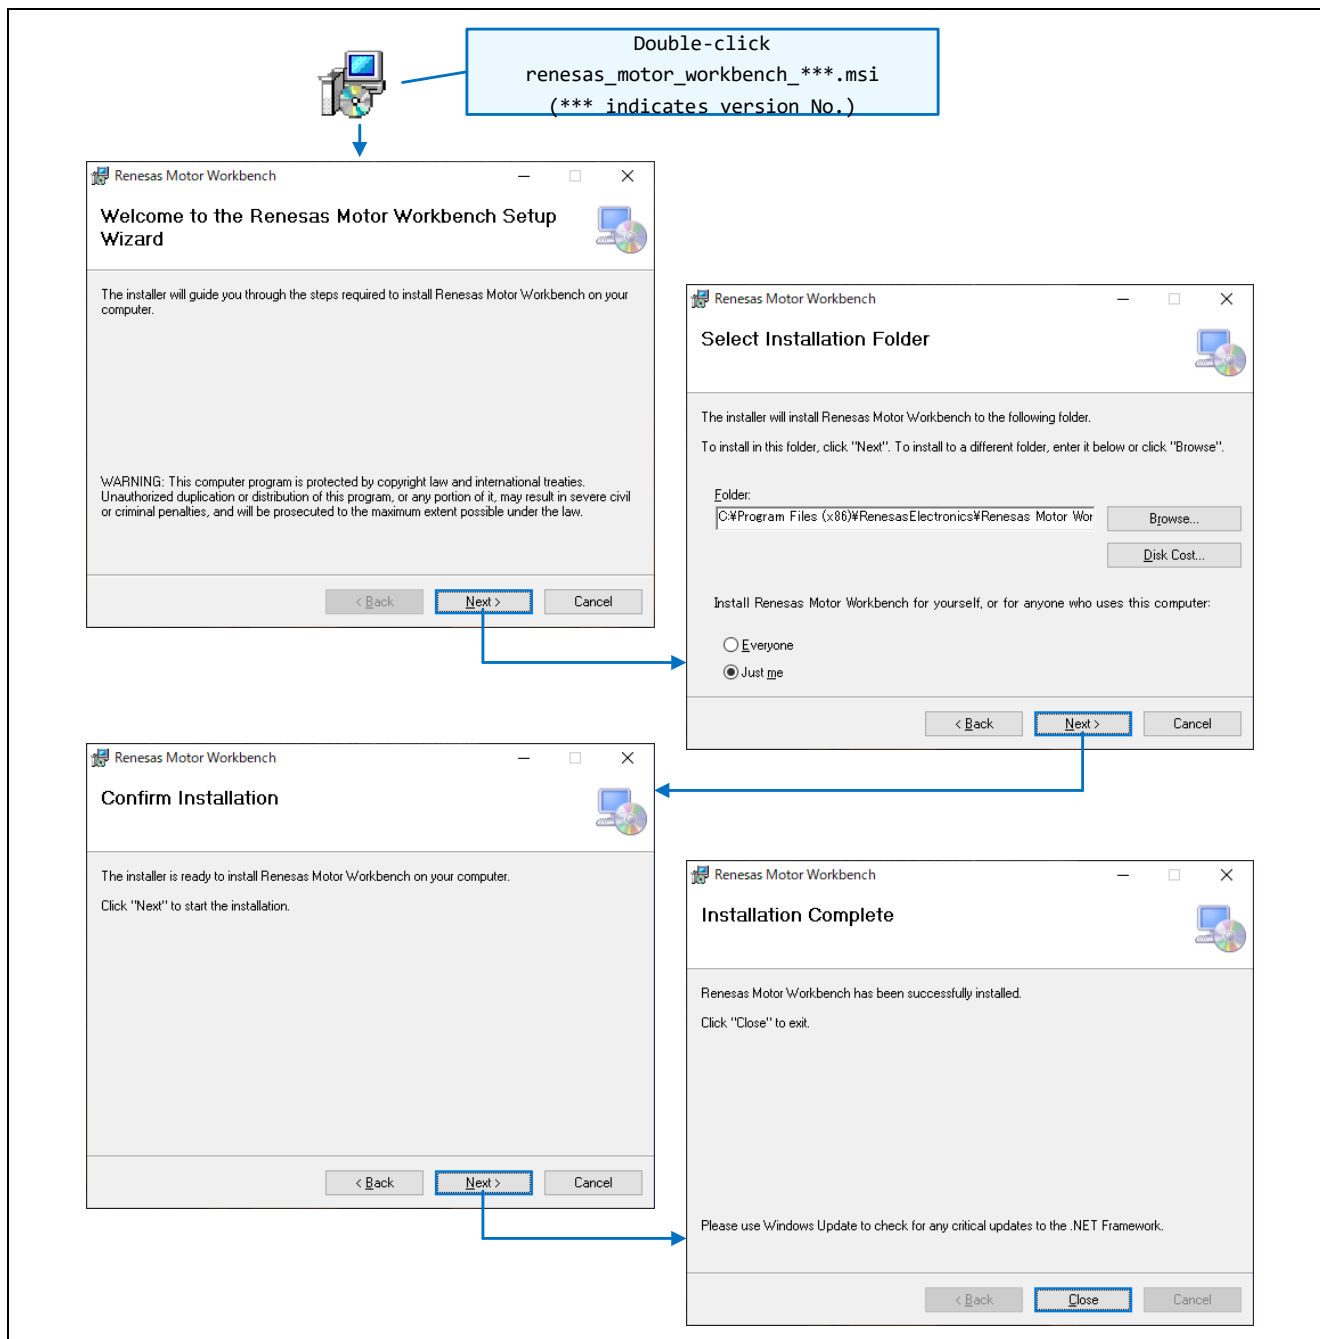 Double-click
renesas_motor_workbench_***.msi
(*** indicates version No.)
Renesas Motor Workbench
Welcome to the Renesas Motor Workbench Setup
Wizard
The installer will guide you through the steps required to install Renesas Motor Workbench on your
computer.
WARNING: This computer program is protected by copyright law and international treaties.
Unauthorized duplication or distribution of this program, or any portion of it, may result in severe civil
or criminal penalties, and will be prosecuted to the maximum extent possible under the law.
< Back Next > Cancel
Renesas Motor Workbench
Select Installation Folder
The installer will install Renesas Motor Workbench to the following folder.
To install in this folder, click "Next". To install to a different folder, enter it below or click "Browse".
Folder:
C:¥Program Files (x86)¥RenesasElectronics¥Renesas Motor Wor Browse...
Disk Cost...
Install Renesas Motor Workbench for yourself, or for anyone who uses this computer:
Everyone
Just me
< Back Next > Cancel
Renesas Motor Workbench
Confirm Installation
The installer is ready to install Renesas Motor Workbench on your computer.
Click "Next" to start the installation.
< Back Next > Cancel
Renesas Motor Workbench
Installation Complete
Renesas Motor Workbench has been successfully installed.
Click "Close" to exit.
Please use Windows Update to check for any critical updates to the .NET Framework.
< Back Close Cancel